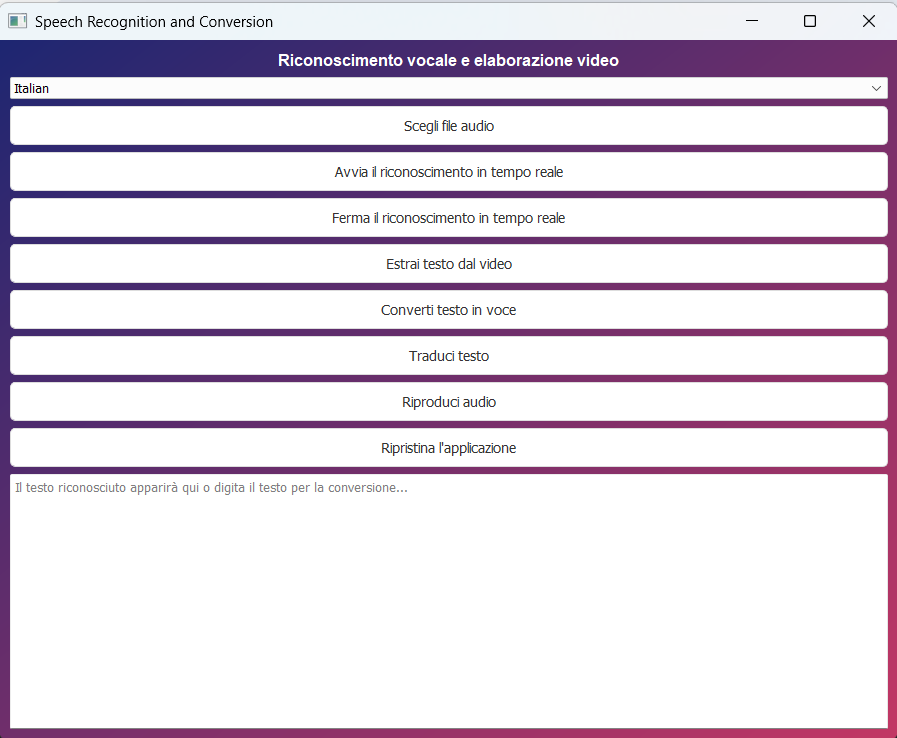 Speech Recognition and Conversion
Riconoscimento vocale e elaborazione video
Italian
Scegli file audio
Avvia il riconoscimento in tempo reale
Ferma il riconoscimento in tempo reale
Estrai testo dal video
Converti testo in voce
Traduci testo
Riproduci audio
Ripristina l'applicazione
Il testo riconosciuto apparirà qui o digita il testo per la conversione...